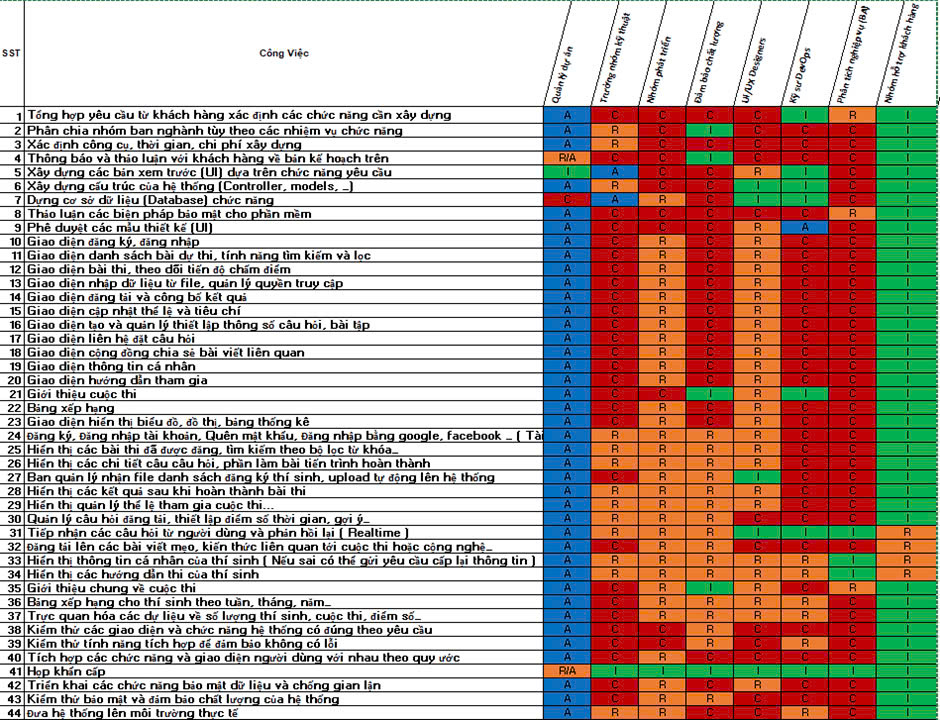 SST Công Việc Quản lý dự án Trưởng nhóm kỹ thuật Nhóm phát triển Đảm bảo chất lượng UI/UX Designers Kỹ sư DevOps Phân tích nghiệp vụ (BA) Nhóm hỗ trợ khách hàng
1 Tổng hợp yêu cầu từ khách hàng xác định các chức năng cần xây dựng A C C C C I R I
2 Phân chia nhóm ban nghành tùy theo các nhiệm vụ chức năng A R C I C C C I
3 Xác định công cụ, thời gian, chi phí xây dựng A R C C C C C I
4 Thông báo và thảo luận với khách hàng về bản kế hoạch trên R/A C C I C C C I
5 Xây dựng các bản xem trước (UI) dựa trên chức năng yêu cầu I A C C R I C I
6 Xây dựng cấu trúc của hệ thống (Controller, models, ...) A R C C I I C I
7 Dựng cơ sở dữ liệu (Database) chức năng C A R C I I C I
8 Thảo luận các biện pháp bảo mật cho phần mềm A C C C C C R I
9 Phê duyệt các mẫu thiết kế (UI) A C C C R A C I
10 Giao diện đăng ký, đăng nhập A C R C R C C I
11 Giao diện danh sách bài dự thi, tính năng tìm kiếm và lọc A C R C R C C I
12 Giao diện bài thi, theo dõi tiến độ chấm điểm A C R C R C C I
13 Giao diện nhập dữ liệu từ file, quản lý quyền truy cập A C R C R C C I
14 Giao diện đăng tải và công bố kết quả A C R C R C C I
15 Giao diện cập nhật thể lệ và tiêu chí A C R C R C C I
16 Giao diện tạo và quản lý thiết lập thông số câu hỏi, bài tập A C R C R C C I
17 Giao diện liên hệ đặt câu hỏi A C R C R C C I
18 Giao diện cộng đồng chia sẻ bài viết liên quan A C R C R C C I
19 Giao diện thông tin cá nhân A C R C R C C I
20 Giao diện hướng dẫn tham gia A C R C R C C I
21 Giới thiệu cuộc thi A C C I R I R I
22 Bảng xếp hạng A C R C R C C I
23 Giao diện hiển thị biểu đồ, đồ thị, bảng thống kê A C R C R C C I
24 Đăng ký, Đăng nhập tài khoản, Quên mật khẩu, Đăng nhập bằng google, facebook ... ( Tài A R R R R C C I
25 Hiển thị các bài thi đã được đăng, tìm kiếm theo bộ lọc từ khóa... A R R R R C C I
26 Hiển thị các chi tiết câu câu hỏi, phần làm bài tiến trình hoàn thành A R R R R C C I
27 Ban quản lý nhận file danh sách đăng ký thí sinh, upload tự động lên hệ thống A C R R I C C I
28 Hiển thị các kết quả sau khi hoàn thành bài thi A R R R R C C I
29 Hiển thị quản lý thể lệ tham gia cuộc thi... A R R R R C C I
30 Quản lý câu hỏi đăng tải, thiết lập điểm số thời gian, gợi ý... A R R R C C C I
31 Tiếp nhận các câu hỏi từ người dùng và phản hồi lại ( Realtime ) A R R R I I I R
32 Đăng tải lên các bài viết mẹo, kiến thức liên quan tới cuộc thi hoặc công nghệ... A C R R C C C R
33 Hiển thị thông tin cá nhân của thí sinh ( Nếu sai có thể gửi yêu cầu cấp lại thông tin ) A R R R R R I R
34 Hiển thị các hướng dẫn thi của thí sinh A R R R R R I R
35 Giới thiệu chung về cuộc thi A C R I R C R I
36 Bảng xếp hạng cho thí sinh theo tuần, tháng, năm... A C R R R R C I
37 Trực quan hóa các dự liệu về số lượng thí sinh, cuộc thi, điểm số... A C R R R R C I
38 Kiểm thử các giao diện và chức năng hệ thống có đúng theo yêu cầu A C C R C C C I
39 Kiểm thử tính năng tích hợp để đảm bảo không có lỗi A C C R C R C I
40 Tích hợp các chức năng và giao diện người dùng với nhau theo quy ước A C R C C C C I
41 Họp khẩn cấp R/A I I I I I I I
42 Triển khai các chức năng bảo mật dữ liệu và chống gian lận A C R C R C C I
43 Kiểm thử bảo mật và đảm bảo chất lượng của hệ thống A C R R C C C I
44 Đưa hệ thống lên môi trường thực tế A R R C C R C I